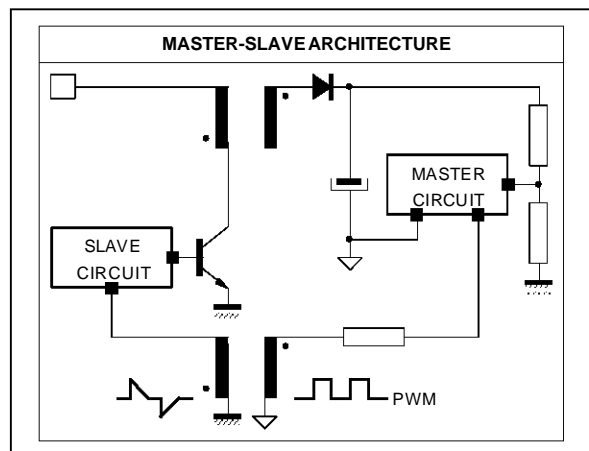 MASTER-SLAVE ARCHITECTURE
MASTER
CIRCUIT
SLAVE
CIRCUIT
PWM